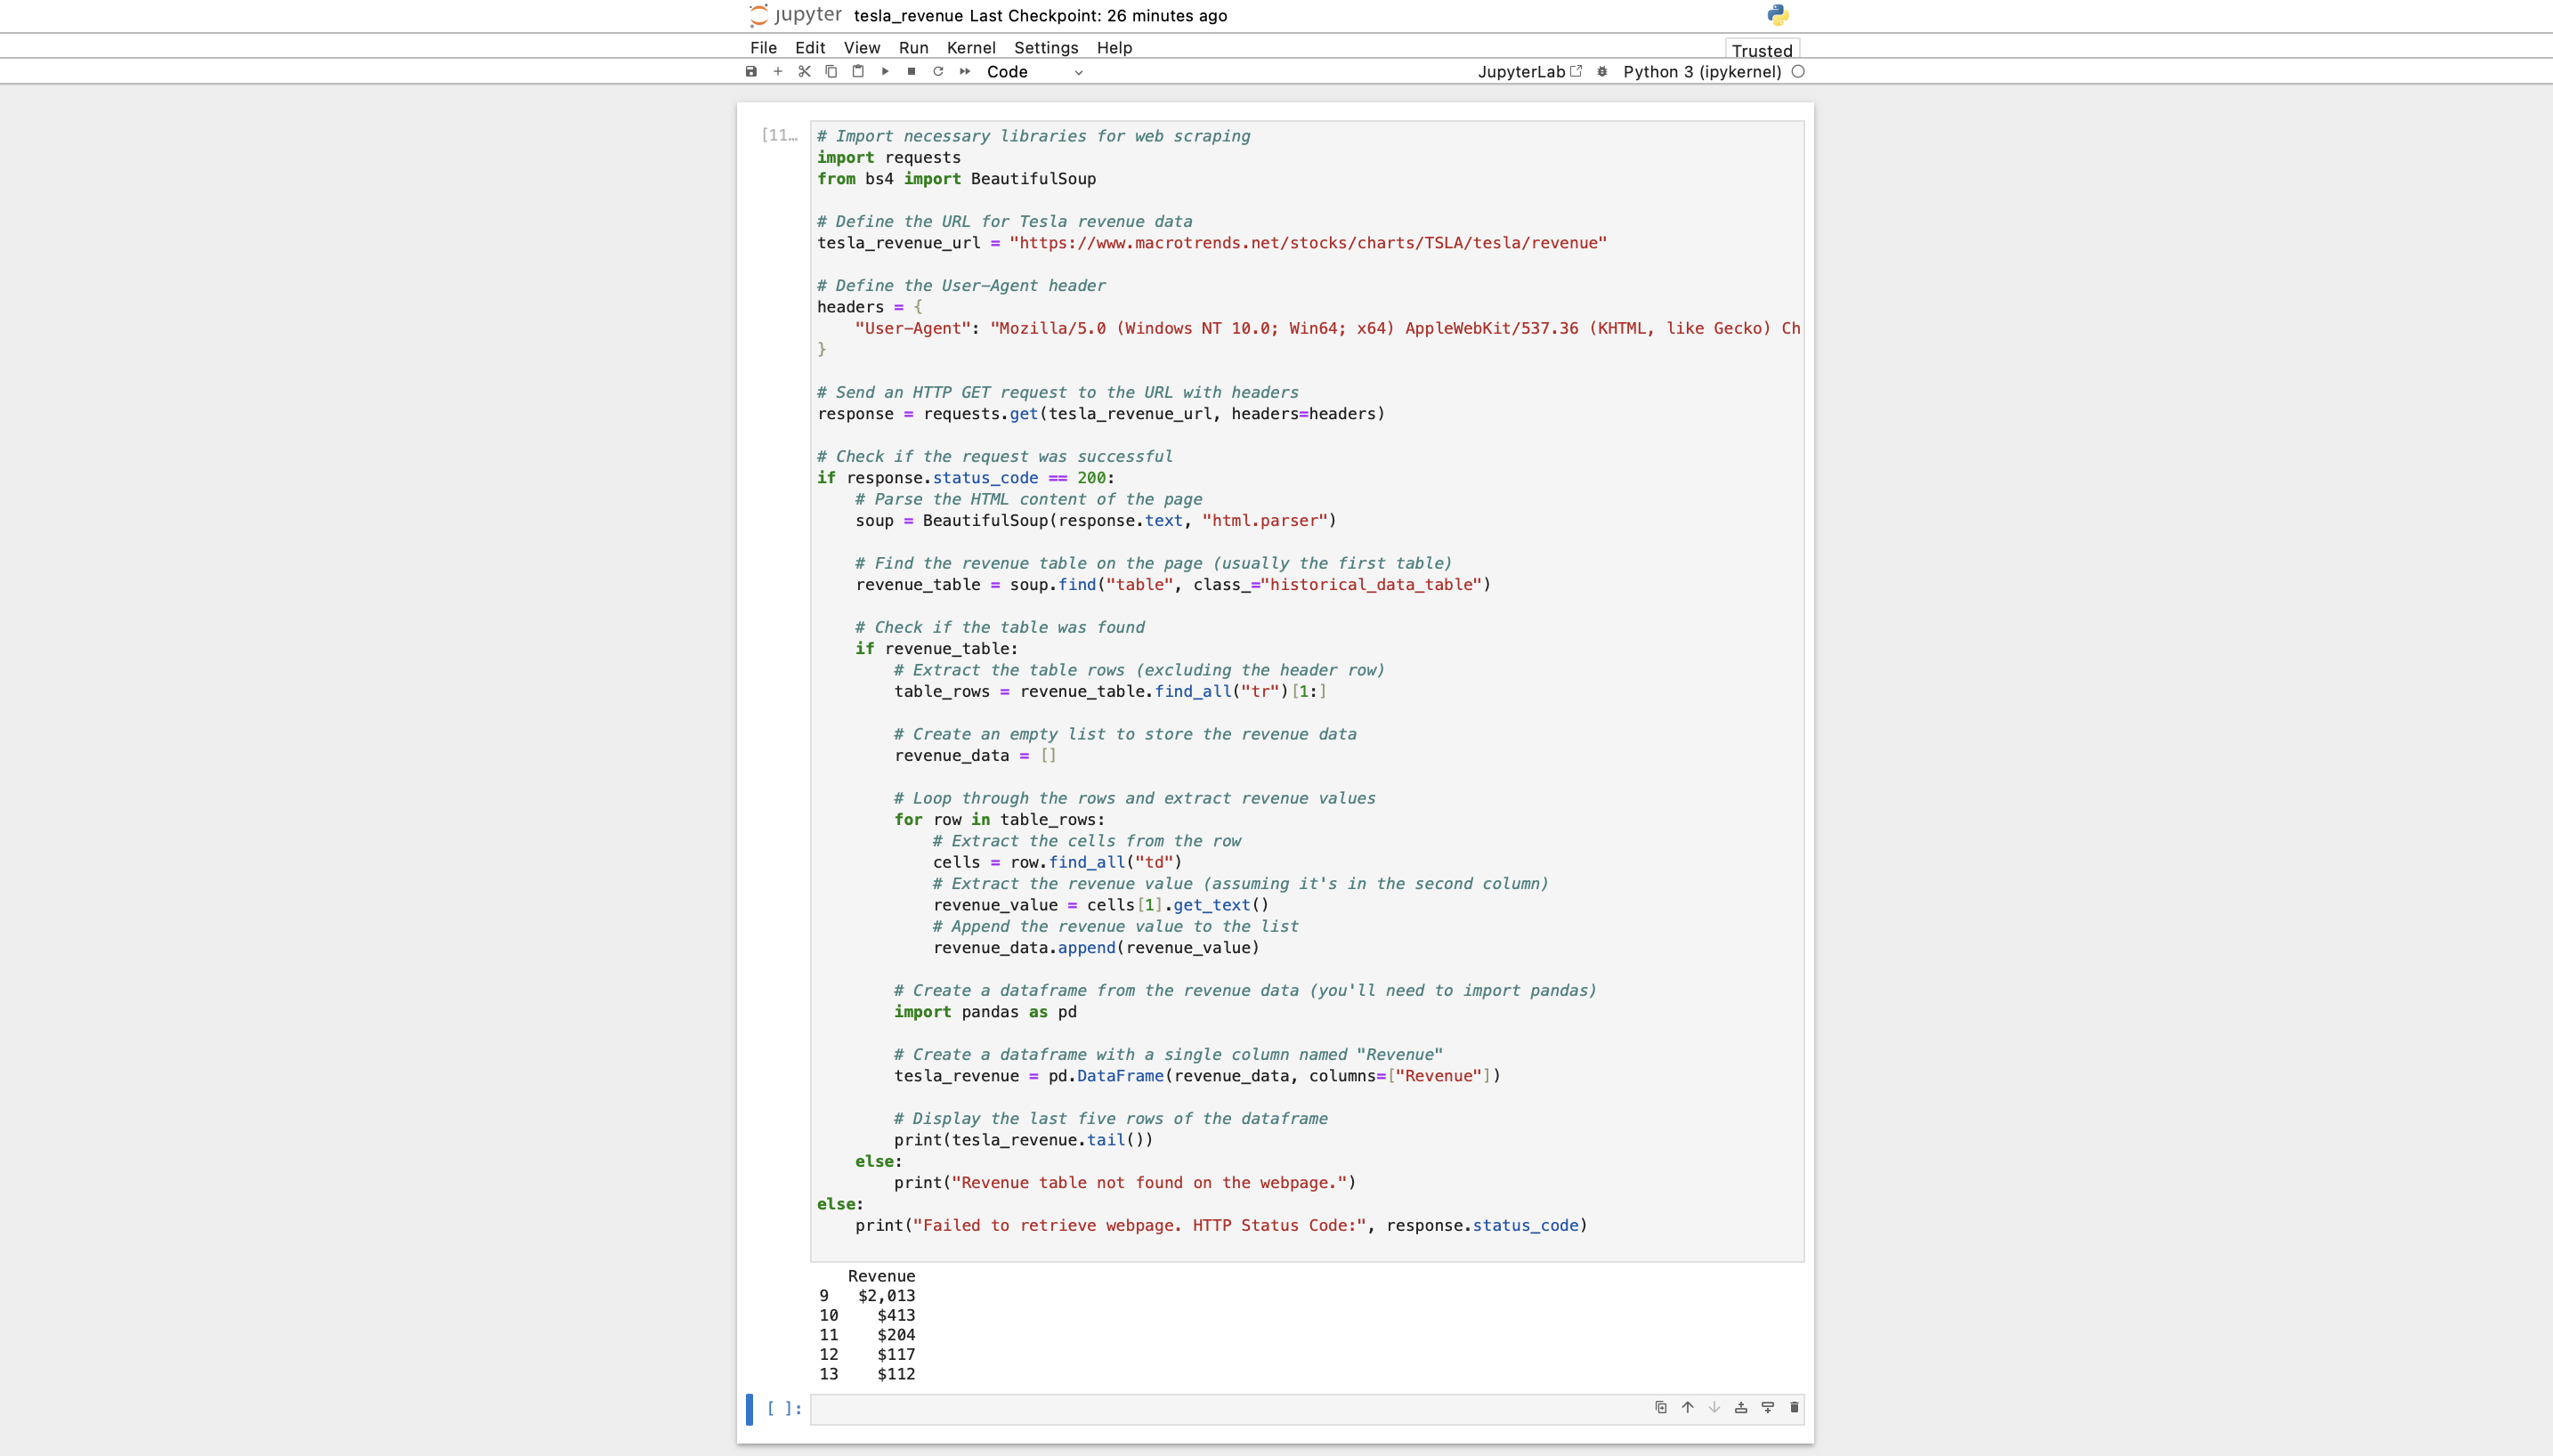 jupyter tesla_revenue Last Checkpoint: 26 minutes ago
File Edit View Run Kernel Settings Help Trusted
Code JupyterLab Python 3 (ipykernel)
[11…
# Import necessary libraries for web scraping
import requests
from bs4 import BeautifulSoup
# Define the URL for Tesla revenue data
tesla_revenue_url = "https://www.macrotrends.net/stocks/charts/TSLA/tesla/revenue"
# Define the User-Agent header
headers = {
    "User-Agent": "Mozilla/5.0 (Windows NT 10.0; Win64; x64) AppleWebKit/537.36 (KHTML, like Gecko) Ch
}
# Send an HTTP GET request to the URL with headers
response = requests.get(tesla_revenue_url, headers=headers)
# Check if the request was successful
if response.status_code == 200:
    # Parse the HTML content of the page
    soup = BeautifulSoup(response.text, "html.parser")
    # Find the revenue table on the page (usually the first table)
    revenue_table = soup.find("table", class_="historical_data_table")
    # Check if the table was found
    if revenue_table:
        # Extract the table rows (excluding the header row)
        table_rows = revenue_table.find_all("tr")[1:]
        # Create an empty list to store the revenue data
        revenue_data = []
        # Loop through the rows and extract revenue values
        for row in table_rows:
            # Extract the cells from the row
            cells = row.find_all("td")
            # Extract the revenue value (assuming it's in the second column)
            revenue_value = cells[1].get_text()
            # Append the revenue value to the list
            revenue_data.append(revenue_value)
        # Create a dataframe from the revenue data (you'll need to import pandas)
        import pandas as pd
        # Create a dataframe with a single column named "Revenue"
        tesla_revenue = pd.DataFrame(revenue_data, columns=["Revenue"])
        # Display the last five rows of the dataframe
        print(tesla_revenue.tail())
    else:
        print("Revenue table not found on the webpage.")
else:
    print("Failed to retrieve webpage. HTTP Status Code:", response.status_code)
   Revenue
9   $2,013
10    $413
11    $204
12    $117
13    $112
[ ]: